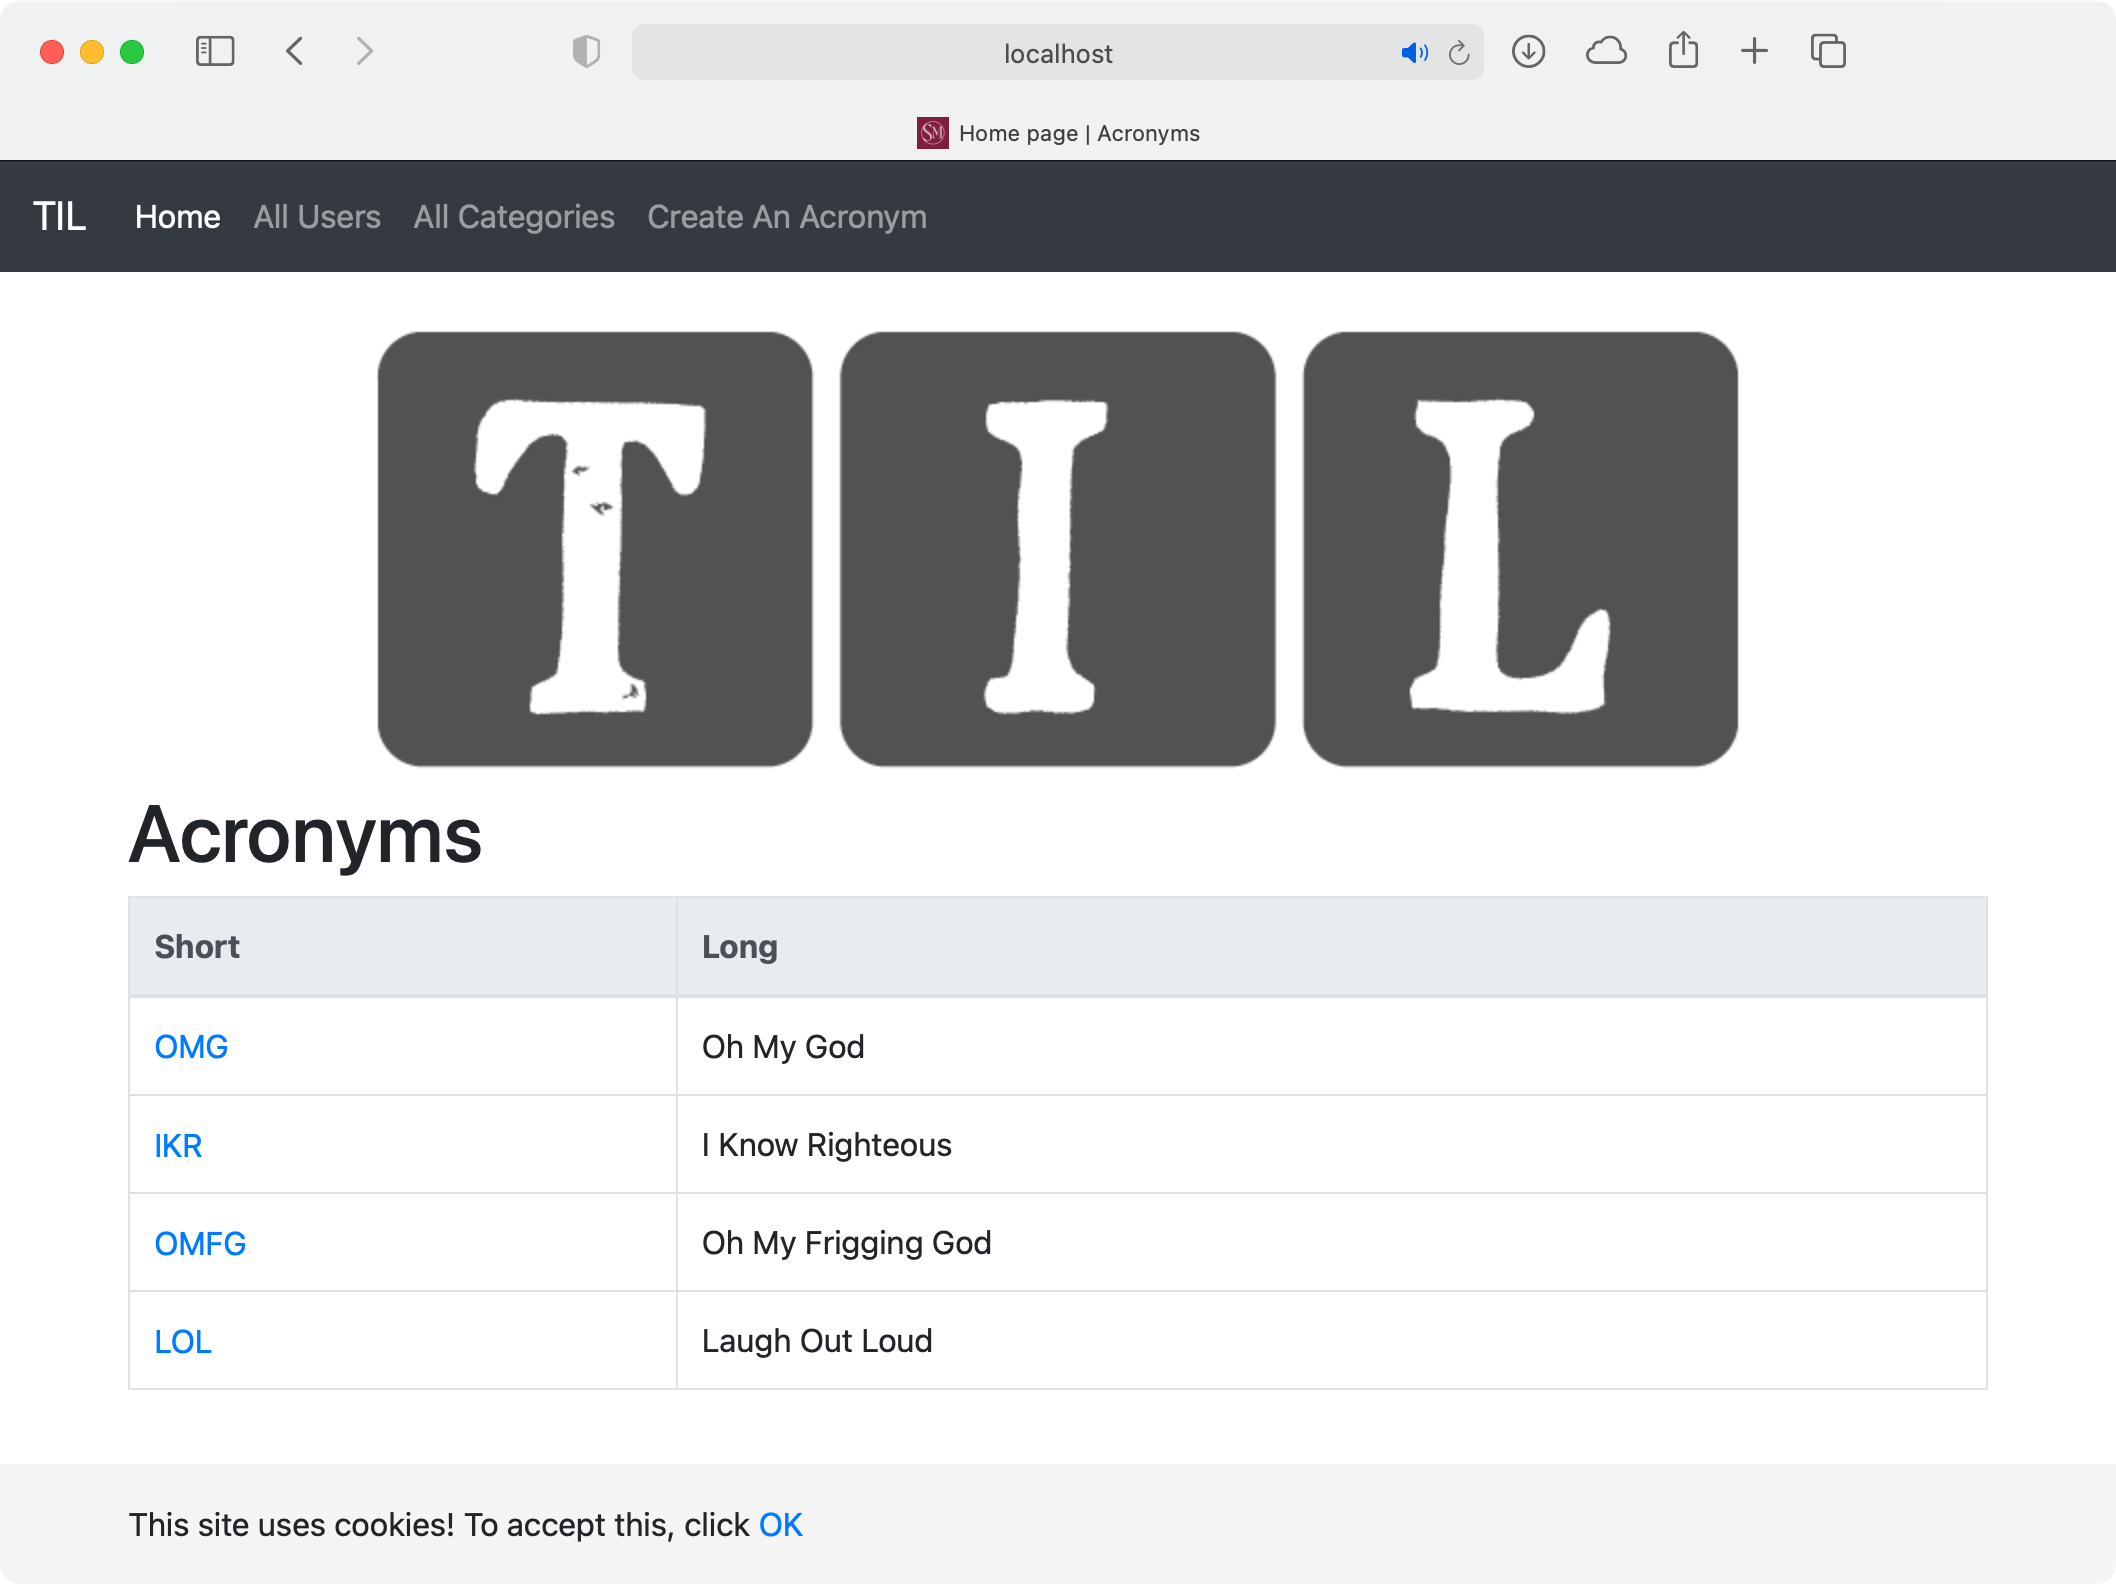 localhost
SM Home page | Acronyms
TIL Home All Users All Categories Create An Acronym
TIL
Acronyms
Short Long
OMG Oh My God
IKR I Know Righteous
OMFG Oh My Frigging God
LOL Laugh Out Loud
This site uses cookies! To accept this, click OK